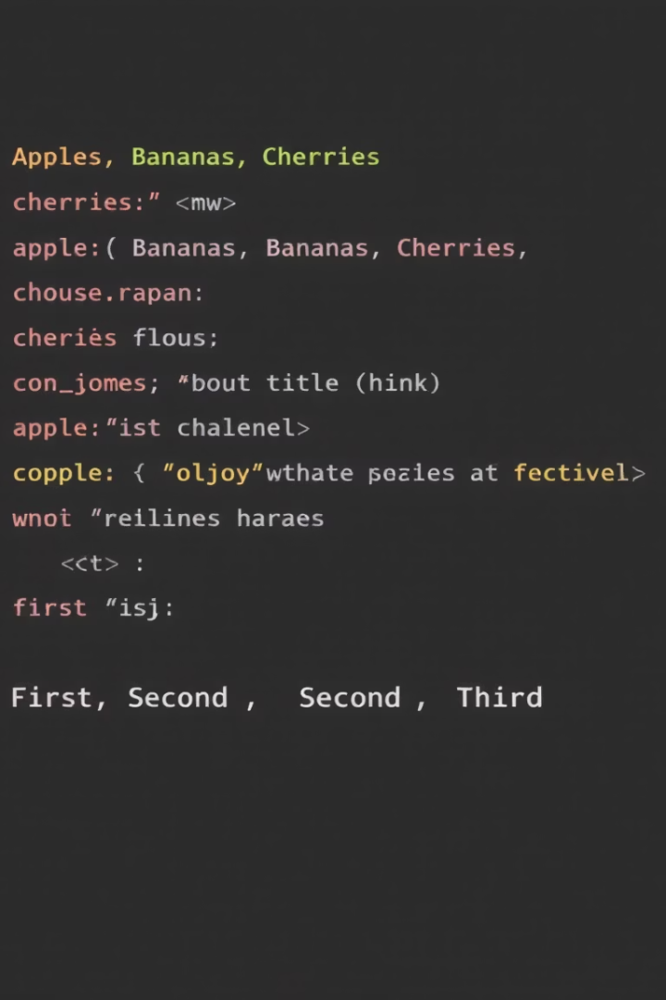 Apples, Bananas, Cherries
cherries:" <mw>
apple:( Bananas, Bananas, Cherries,
chouse.rapan:
cheriės flous;
con_jomes; "bout title (hink)
apple:"ist chalenel>
copple: { "oljoy"wthate at fectivel>
wnot "reilines haraes
<ct> :
first "isj:
First, Second , Second , Third